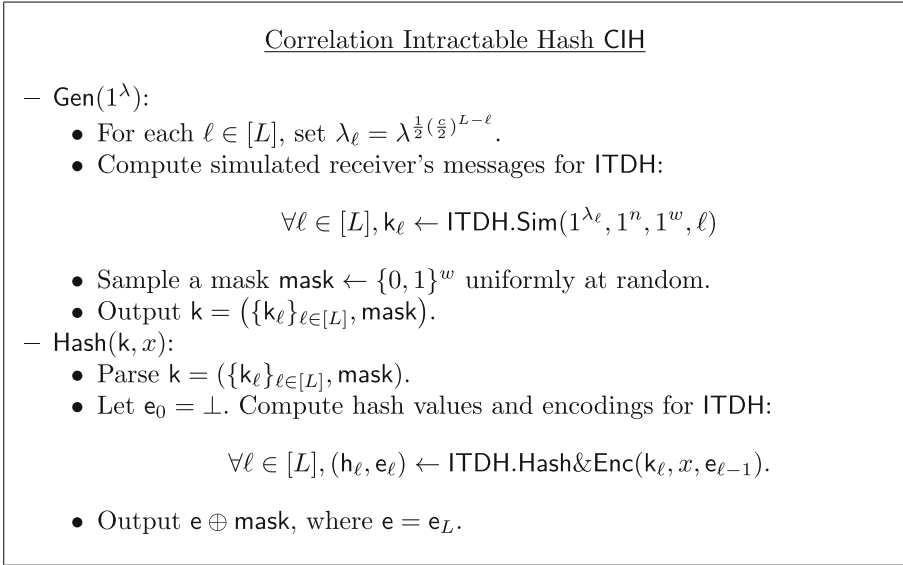 Correlation Intractable Hash CIH
– Gen(1^λ):
• For each ℓ ∈ [L], set λ_ℓ = λ^{\frac{1}{2}(\frac{c}{2})^{L−ℓ}}.
• Compute simulated receiver's messages for ITDH:
∀ℓ ∈ [L], k_ℓ ← ITDH.Sim(1^{λ_ℓ}, 1^n, 1^w, ℓ)
• Sample a mask mask ← {0, 1}^w uniformly at random.
• Output k = ({k_ℓ}_{ℓ∈[L]}, mask).
– Hash(k, x):
• Parse k = ({k_ℓ}_{ℓ∈[L]}, mask).
• Let e_0 = ⊥. Compute hash values and encodings for ITDH:
∀ℓ ∈ [L], (h_ℓ, e_ℓ) ← ITDH.Hash&Enc(k_ℓ, x, e_{ℓ−1}).
• Output e ⊕ mask, where e = e_L.